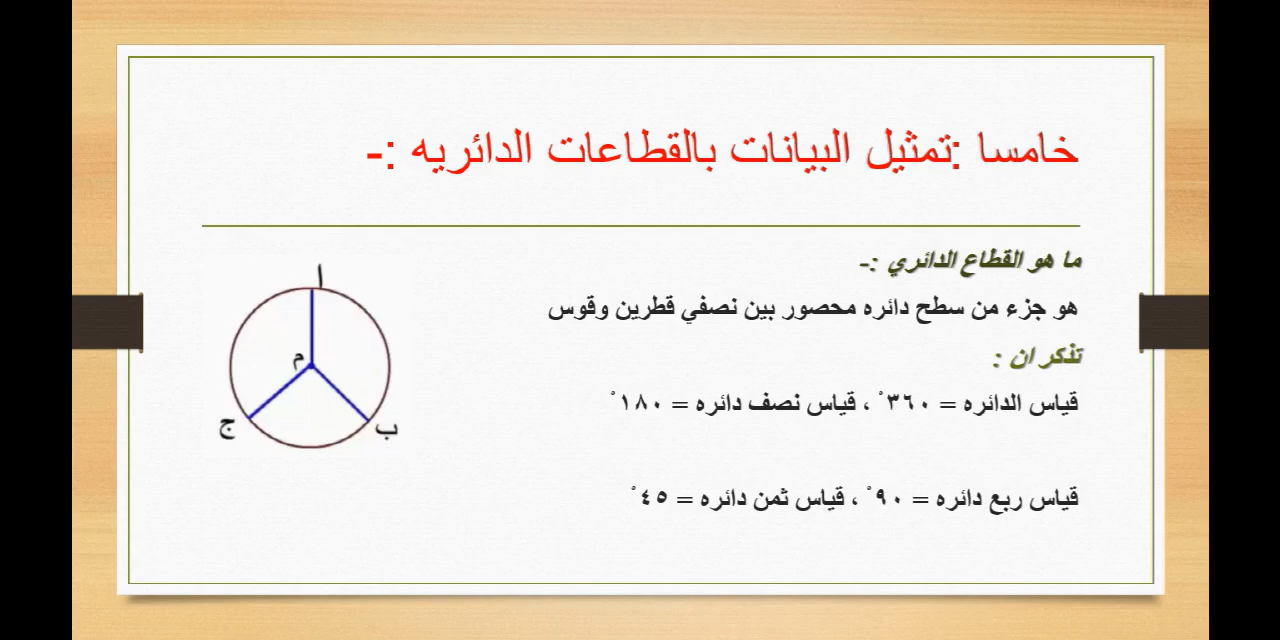 خامسا :تمثيل البيانات بالقطاعات الدائريه :-
ما هو القطاع الدائري :-
هو جزء من سطح دائره محصور بين نصفي قطرين وقوس
تذكر ان :
قياس الدائره = ٣٦٠ ْ ، قياس نصف دائره = ١٨٠ ْ
قياس ربع دائره = ٩٠ ْ ، قياس ثمن دائره = ٤٥ ْ
ا
م
ب
ج